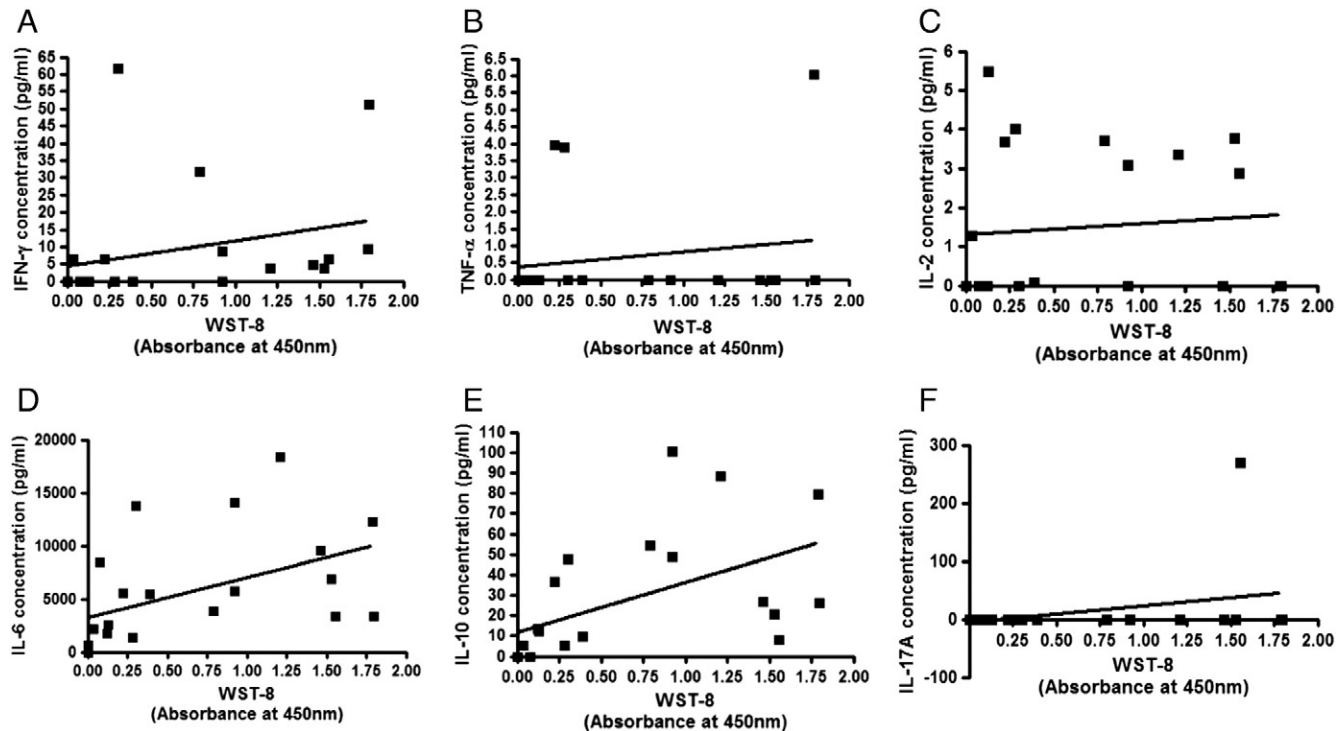 A
IFN-γ concentration (pg/ml)
65
60
55
50
45
40
35
30
25
20
15
10
5
0
0.00 0.25 0.50 0.75 1.00 1.25 1.50 1.75 2.00
WST-8
(Absorbance at 450nm)
B
TNF-α concentration (pg/ml)
6.5
6.0
5.5
5.0
4.5
4.0
3.5
3.0
2.5
2.0
1.5
1.0
0.5
0.0
0.00 0.25 0.50 0.75 1.00 1.25 1.50 1.75 2.00
WST-8
(Absorbance at 450nm)
C
IL-2 concentration (pg/ml)
6
5
4
3
2
1
0
0.00 0.25 0.50 0.75 1.00 1.25 1.50 1.75 2.00
WST-8
(Absorbance at 450nm)
D
IL-6 concentration (pg/ml)
20000
15000
10000
5000
0
0.00 0.25 0.50 0.75 1.00 1.25 1.50 1.75 2.00
WST-8
(Absorbance at 450nm)
E
IL-10 concentration (pg/ml)
110
100
90
80
70
60
50
40
30
20
10
0
0.00 0.25 0.50 0.75 1.00 1.25 1.50 1.75 2.00
WST-8
(Absorbance at 450nm)
F
IL-17A concentration (pg/ml)
300
200
100
0
-100
0.25 0.50 0.75 1.00 1.25 1.50 1.75 2.00
WST-8
(Absorbance at 450nm)